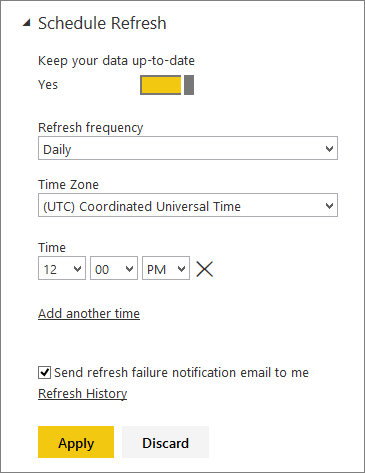 Schedule Refresh
Keep your data up-to-date
Yes
Refresh frequency
Daily
Time Zone
(UTC) Coordinated Universal Time
Time
12 00 PM
Add another time
Send refresh failure notification email to me
Refresh History
Apply Discard